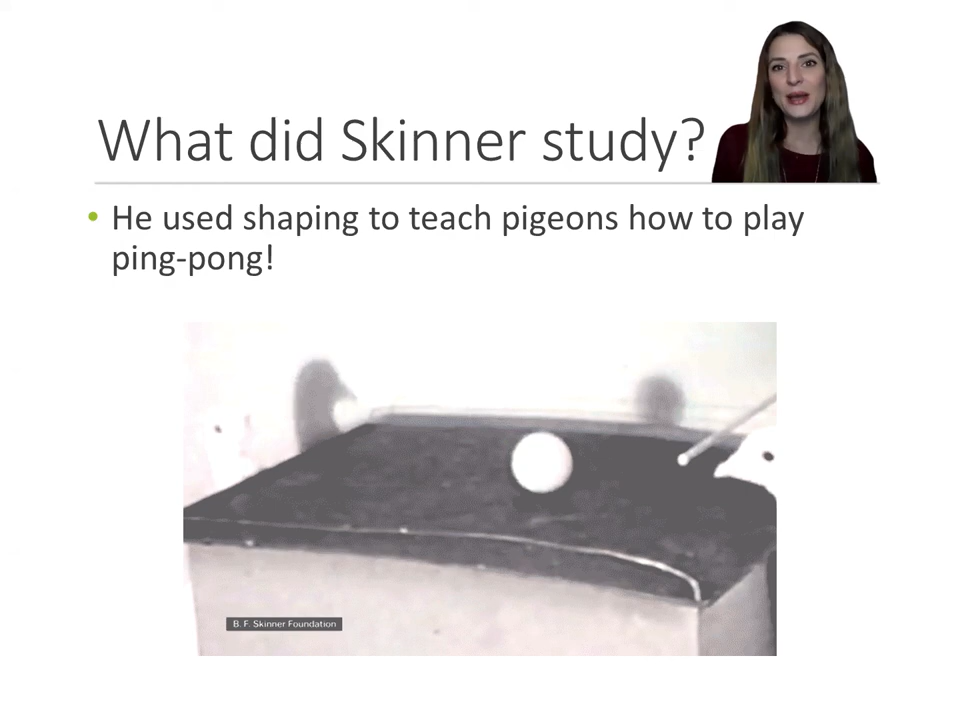 What did Skinner study?
• He used shaping to teach pigeons how to play
ping-pong!
B. F. Skinner Foundation